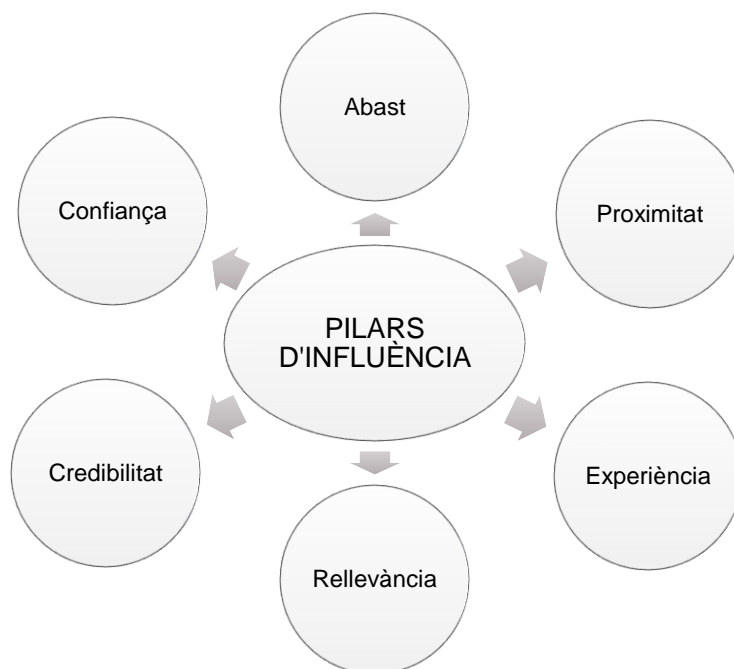 Abast
Confiança
Proximitat
PILARS
D'INFLUÈNCIA
Credibilitat
Experiència
Rellevància